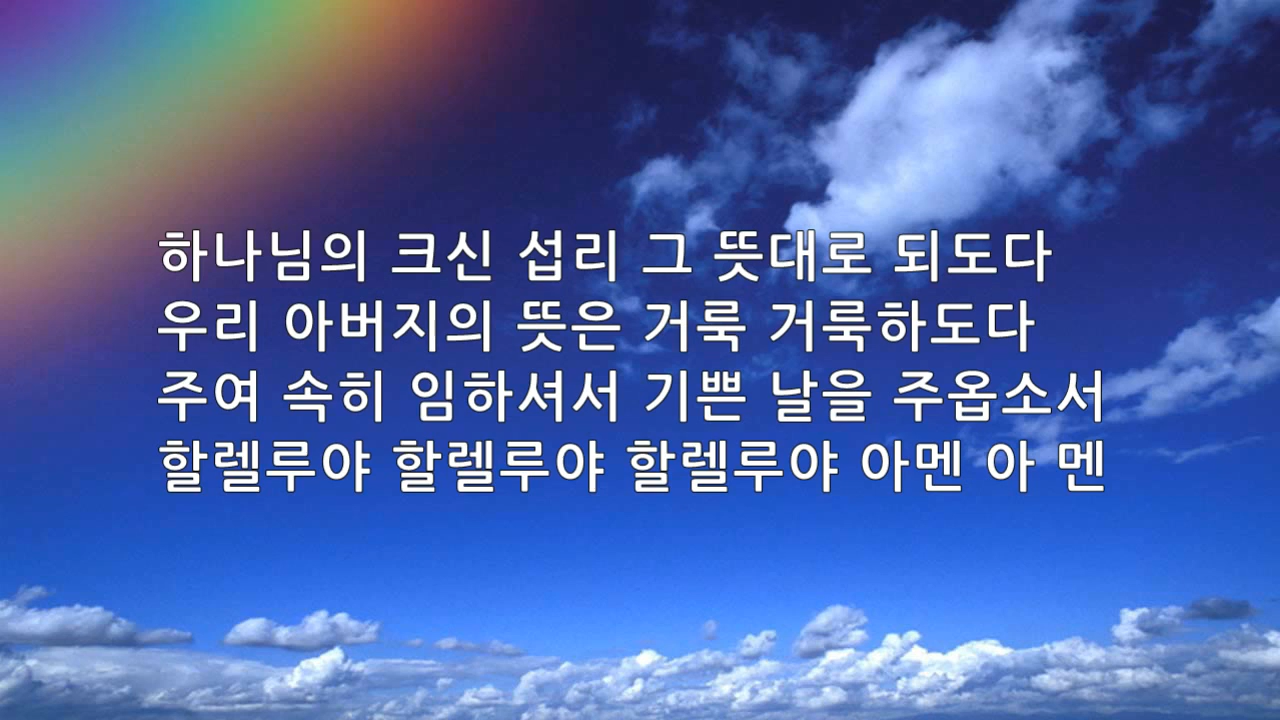 하나님의 크신 섭리 그 뜻대로 되도다
우리 아버지의 뜻은 거룩 거룩하도다
주여 속히 임하셔서 기쁜 날을 주옵소서
할렐루야 할렐루야 할렐루야 아멘 아 멘